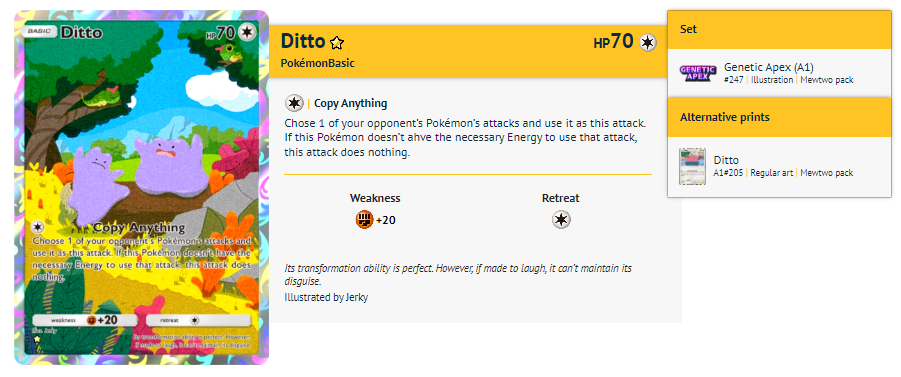 BASIC Ditto HP70
Copy Anything
Choose 1 of your opponent's Pokémon's attacks and
use it as this attack. If this Pokémon doesn't have the
necessary Energy to use that attack, this attack does
nothing.
weakness +20 retreat
Illus. Jerky
Its transformation ability is perfect. However,
if made to laugh, it can't maintain its disguise.
Ditto HP70
PokémonBasic
Copy Anything
Chose 1 of your opponent's Pokémon's attacks and use it as this attack.
If this Pokémon doesn't ahve the necessary Energy to use that attack,
this attack does nothing.
Weakness Retreat
+20
Its transformation ability is perfect. However, if made to laugh, it can't maintain its
disguise.
Illustrated by Jerky
Set
GENETIC
APEX
Genetic Apex (A1)
#247 | Illustration | Mewtwo pack
Alternative prints
Ditto
A1#205 | Regular art | Mewtwo pack